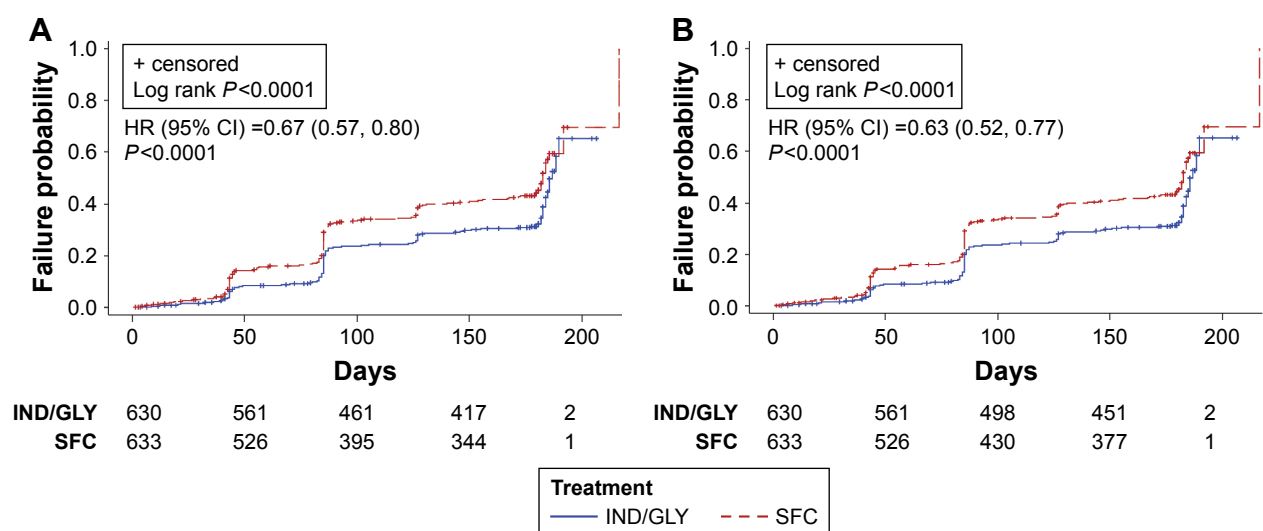 A
+ censored
Log rank P<0.0001
HR (95% CI) =0.67 (0.57, 0.80)
P<0.0001
Failure probability
1.0
0.8
0.6
0.4
0.2
0.0
0 50 100 150 200
Days
IND/GLY 630 561 461 417 2
SFC 633 526 395 344 1
B
+ censored
Log rank P<0.0001
HR (95% CI) =0.63 (0.52, 0.77)
P<0.0001
Failure probability
1.0
0.8
0.6
0.4
0.2
0.0
0 50 100 150 200
Days
IND/GLY 630 561 498 451 2
SFC 633 526 430 377 1
Treatment
IND/GLY SFC